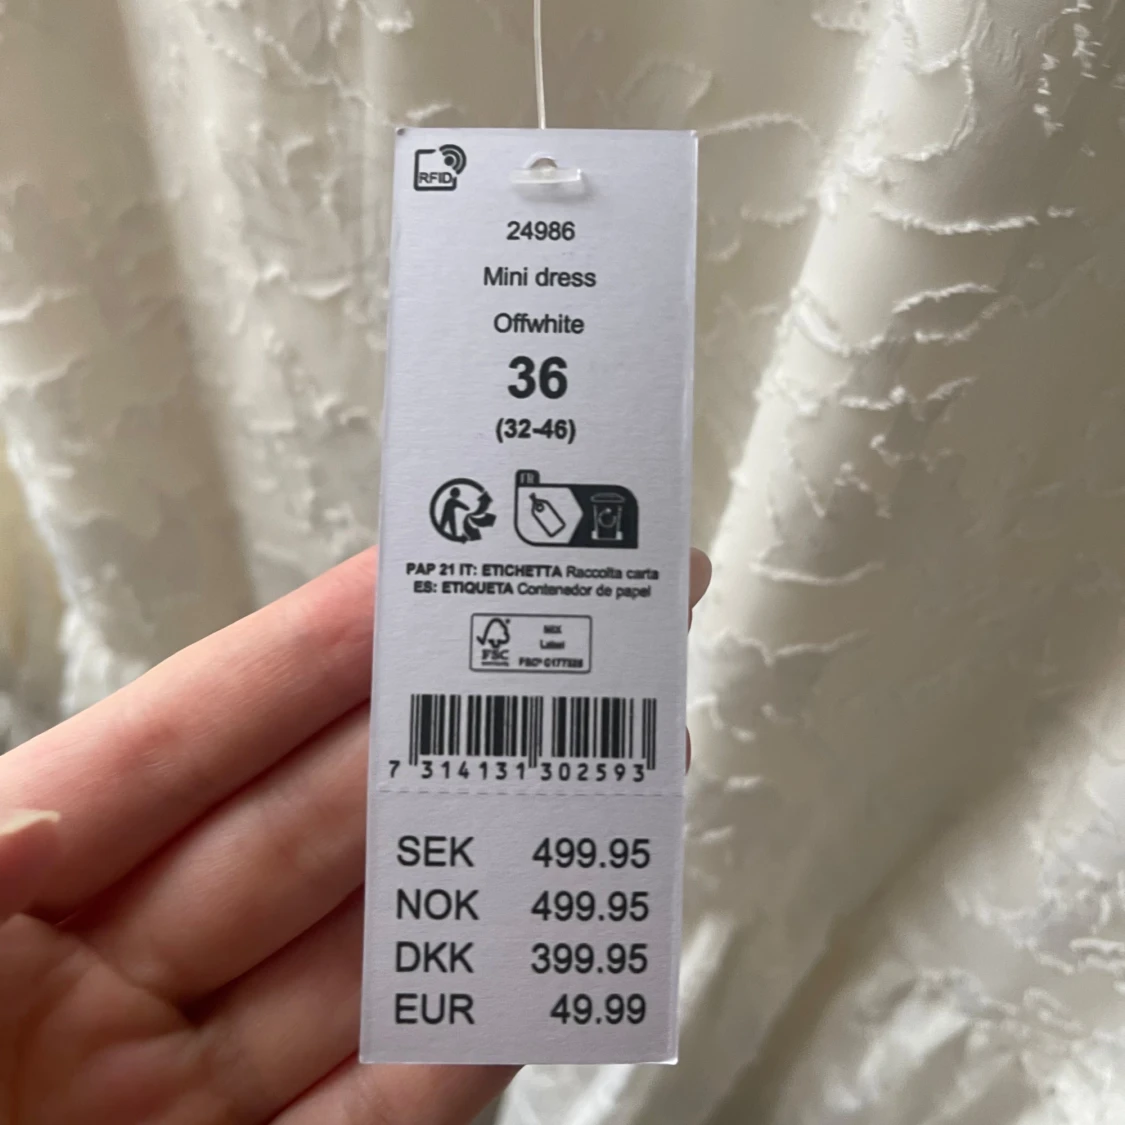 RFID
24986
Mini dress
Offwhite
36
(32-46)
FR
PAP 21 IT: ETICHETTA Raccolta carta
ES: ETIQUETA Contenedor de papel
FSC
MIX
Label
7 314131 302593
SEK 499.95
NOK 499.95
DKK 399.95
EUR 49.99